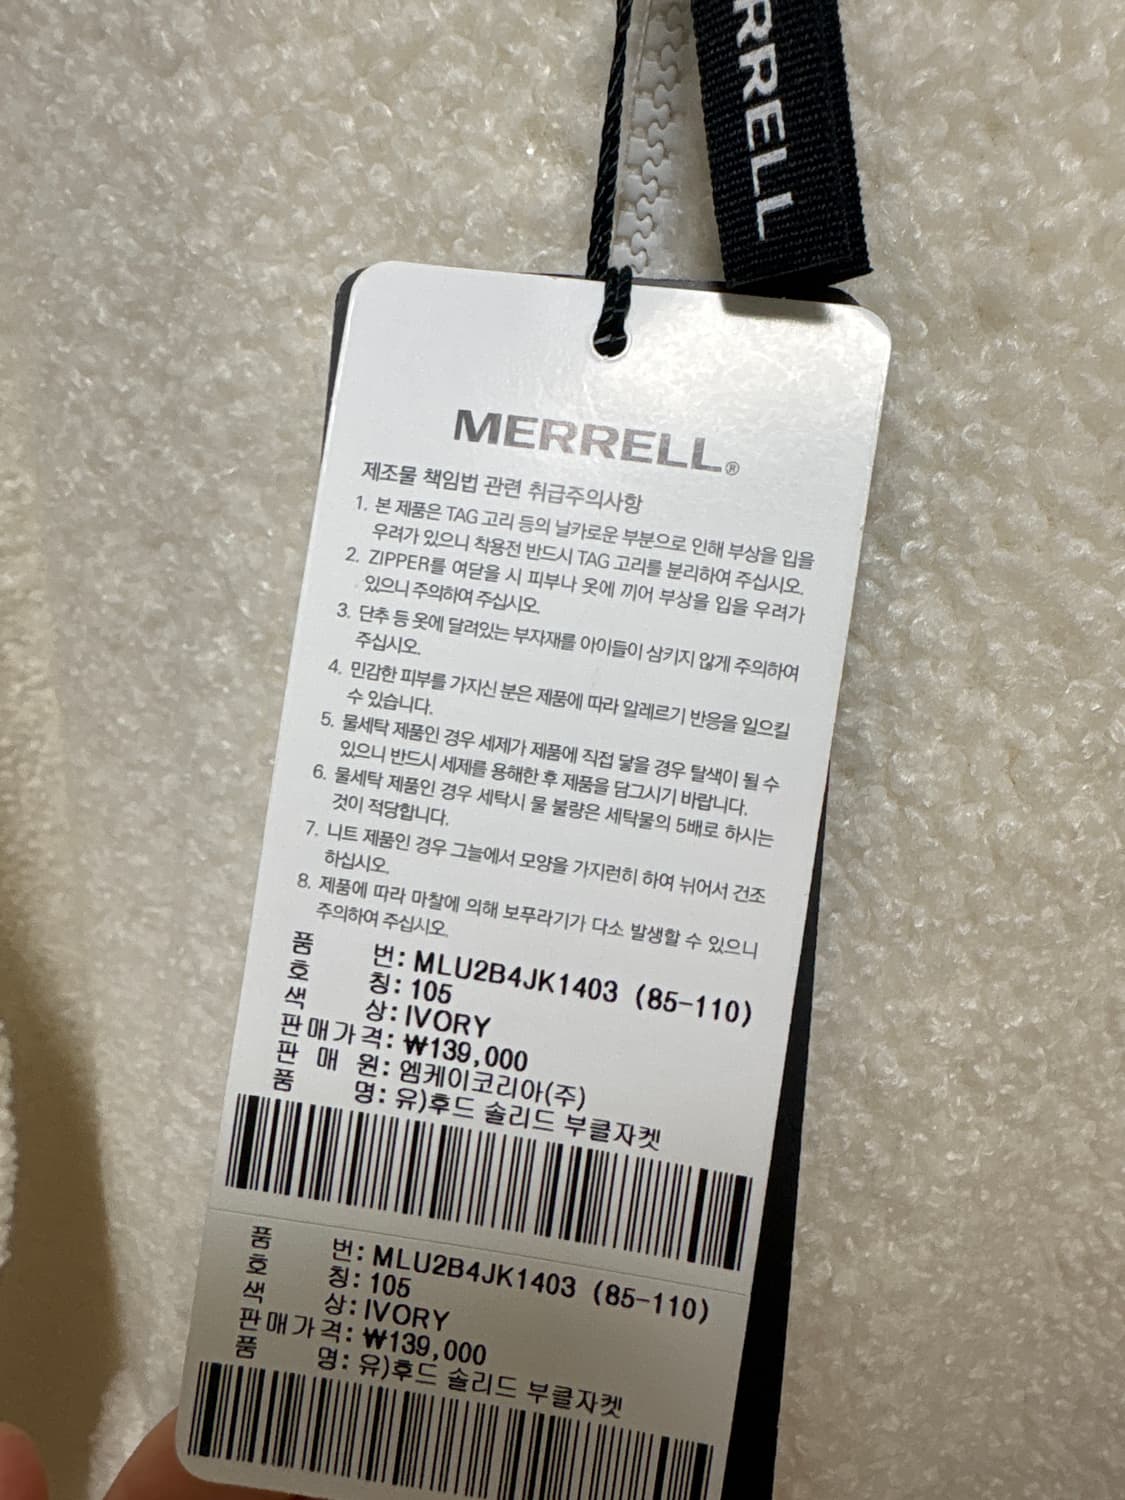 RRELL
MERRELL®
제조물 책임법 관련 취급주의사항
1. 본 제품은 TAG 고리 등의 날카로운 부분으로 인해 부상을 입을
우려가 있으니 착용전 반드시 TAG 고리를 분리하여 주십시오.
2. ZIPPER를 여닫을 시 피부나 옷에 끼어 부상을 입을 우려가
있으니 주의하여 주십시오.
3. 단추 등 옷에 달려있는 부자재를 아이들이 삼키지 않게 주의하여
주십시오.
4. 민감한 피부를 가지신 분은 제품에 따라 알레르기 반응을 일으킬
수 있습니다.
5. 물세탁 제품인 경우 세제가 제품에 직접 닿을 경우 탈색이 될 수
있으니 반드시 세제를 용해한 후 제품을 담그시기 바랍니다.
6. 물세탁 제품인 경우 세탁시 물 불량은 세탁물의 5배로 하시는
것이 적당합니다.
7. 니트 제품인 경우 그늘에서 모양을 가지런히 하여 뉘어서 건조
하십시오.
8. 제품에 따라 마찰에 의해 보푸라기가 다소 발생할 수 있으니
주의하여 주십시오.
품 번: MLU2B4JK1403 (85-110)
호 칭: 105
색 상: IVORY
판매가격: ₩139,000
판 매 원: 엠케이코리아(주)
품 명: 유)후드 솔리드 부클자켓
품 번: MLU2B4JK1403 (85-110)
호 칭: 105
색 상: IVORY
판매가격: ₩139,000
품 명: 유)후드 솔리드 부클자켓